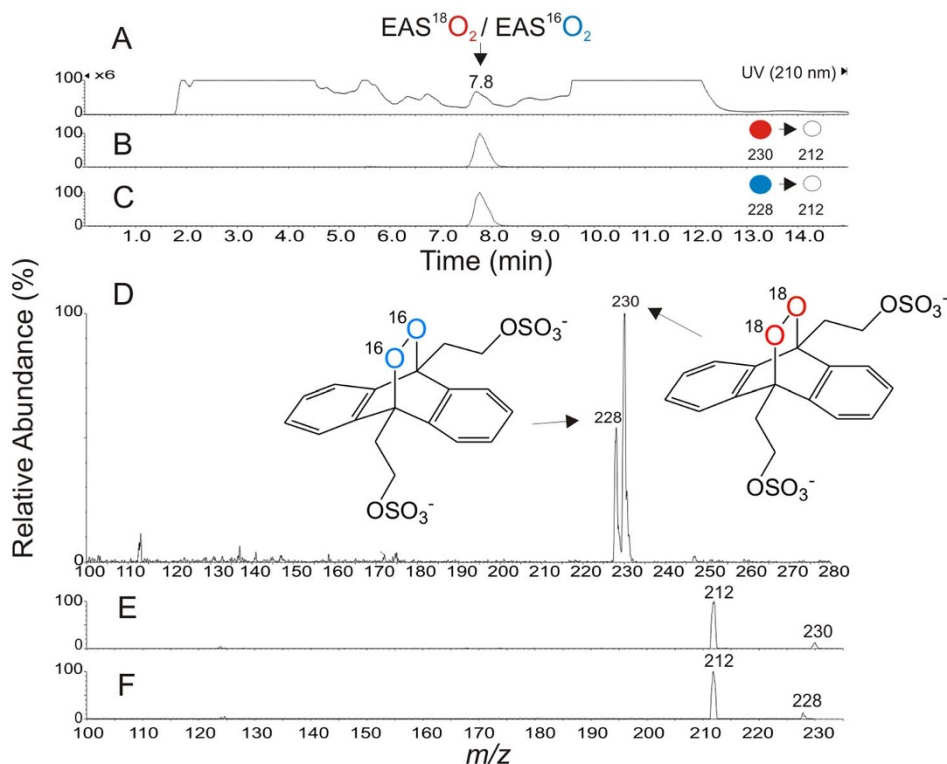 EAS¹⁸O₂ / EAS¹⁶O₂
A
100 ◄ x6
7.8
UV (210 nm)
0
B
100
0
230 212
C
100
0
228 212
1.0 2.0 3.0 4.0 5.0 6.0 7.0 8.0 9.0 10.0 11.0 12.0 13.0 14.0
Time (min)
Relative Abundance (%)
D
100
0
16 O
16 O
OSO₃⁻
OSO₃⁻
228
230
18 O
18 O
OSO₃⁻
OSO₃⁻
100 110 120 130 140 150 160 170 180 190 200 210 220 230 240 250 260 270 280
E
100
0
212
230
F
100
0
212
228
100 110 120 130 140 150 160 170 180 190 200 210 220 230
m/z